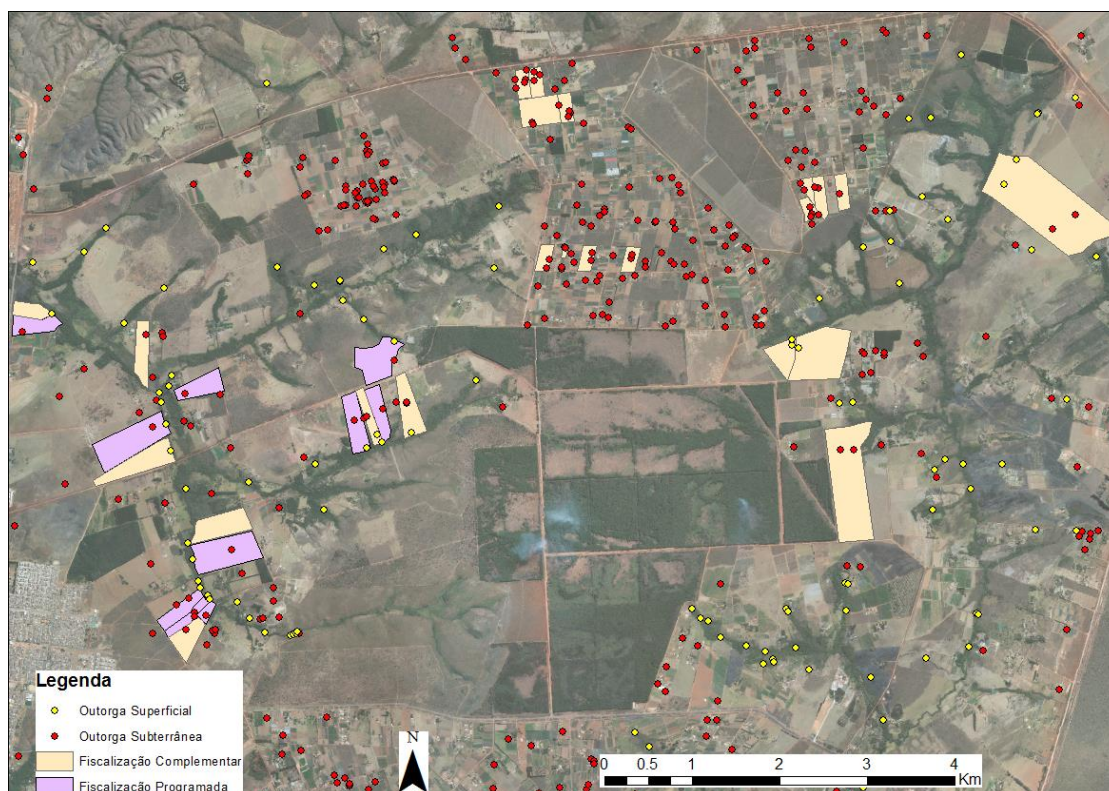 Legenda
Outorga Superficial
Outorga Subterrânea
Fiscalização Complementar
Fiscalização Programada
N
0 0.5 1 2 3 4
Km